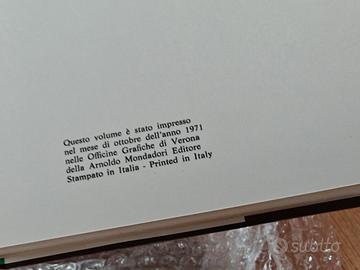 Questo volume è stato impresso
nel mese di ottobre dell'anno 1971
nelle Officine Grafiche di Verona
della Arnoldo Mondadori Editore
Stampato in Italia - Printed in Italy
subito